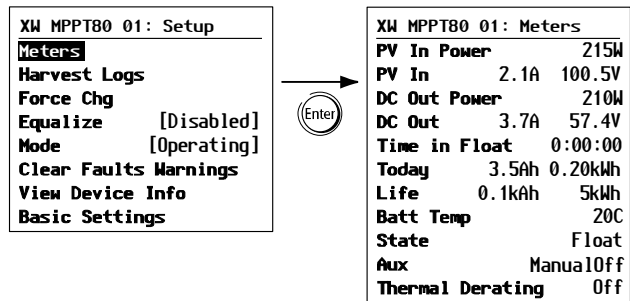 XW MPPT80 01: Setup
Meters
Harvest Logs
Force Chg
Equalize [Disabled]
Mode [Operating]
Clear Faults Warnings
View Device Info
Basic Settings
Enter
XW MPPT80 01: Meters
PV In Power 215W
PV In 2.1A 100.5V
DC Out Power 210W
DC Out 3.7A 57.4V
Time in Float 0:00:00
Today 3.5Ah 0.20kWh
Life 0.1kAh 5kWh
Batt Temp 20C
State Float
Aux ManualOff
Thermal Derating Off